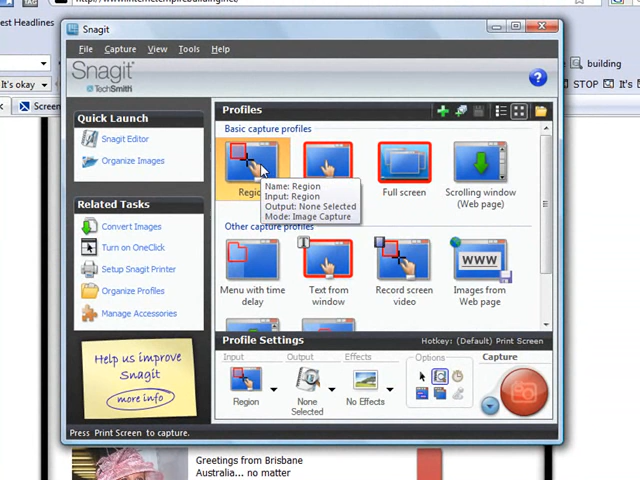 est Headlines
It's okay
building
STOP
It's
Screen
Snagit
File Capture View Tools Help
Snagit
TechSmith
?
Quick Launch
Snagit Editor
Organize Images
Related Tasks
Convert Images
Turn on OneClick
Setup Snagit Printer
Organize Profiles
Manage Accessories
Help us improve
Snagit
more info
Profiles
Basic capture profiles
Regio
Full screen
Scrolling window
(Web page)
Name: Region
Input: Region
Output: None Selected
Mode: Image Capture
Other capture profiles
Menu with time
delay
Text from
window
Record screen
video
WWW
Images from
Web page
Profile Settings
Hotkey: (Default) Print Screen
Input
Output
Effects
Options
Capture
Region
None
Selected
No Effects
Press Print Screen to capture.
Greetings from Brisbane
Australia... no matter